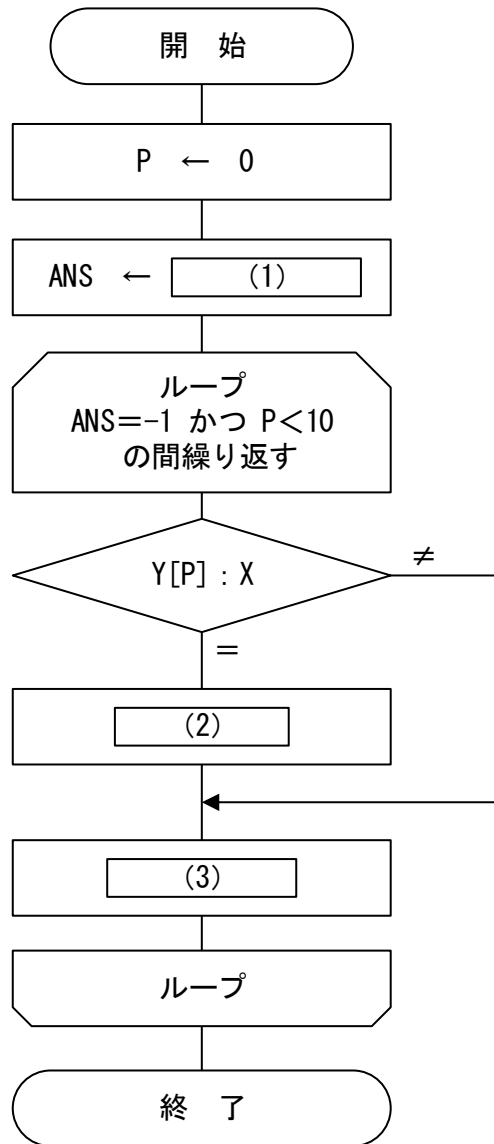 開 始
P ← 0
ANS ← (1)
ループ
ANS＝-1 かつ P＜10
の間繰り返す
Y[P] : X
≠
＝
(2)
(3)
ループ
終 了